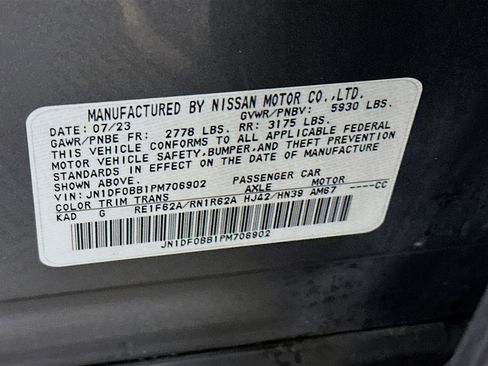 MANUFACTURED BY NISSAN MOTOR CO.,LTD.
DATE: 07/23 GVWR/PNBV: 5930 LBS.
GAWR/PNBE FR: 2778 LBS. RR: 3175 LBS.
THIS VEHICLE CONFORMS TO ALL APPLICABLE FEDERAL
MOTOR VEHICLE SAFETY,BUMPER,AND THEFT PREVENTION
STANDARDS IN EFFECT ON THE DATE OF MANUFACTURE
SHOWN ABOVE.
VIN: JN1DF0BB1PM706902 PASSENGER CAR
COLOR TRIM TRANS AXLE MOTOR ----CC
KAD G RE1F62A/RN1R62A HJ42/HN39 AM67
JN1DF0BB1PM706902